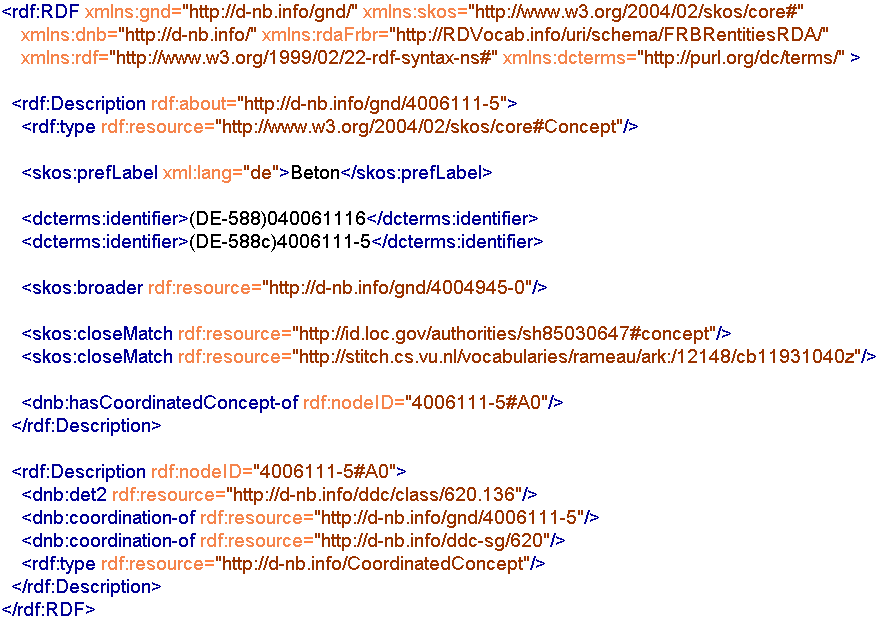 <rdf:RDF xmlns:gnd="http://d-nb.info/gnd/" xmlns:skos="http://www.w3.org/2004/02/skos/core#"
xmlns:dnb="http://d-nb.info/" xmlns:rdaFrbr="http://RDVocab.info/uri/schema/FRBRentitiesRDA/"
xmlns:rdf="http://www.w3.org/1999/02/22-rdf-syntax-ns#" xmlns:dcterms="http://purl.org/dc/terms/" >
<rdf:Description rdf:about="http://d-nb.info/gnd/4006111-5">
<rdf:type rdf:resource="http://www.w3.org/2004/02/skos/core#Concept"/>
<skos:prefLabel xml:lang="de">Beton</skos:prefLabel>
<dcterms:identifier>(DE-588)040061116</dcterms:identifier>
<dcterms:identifier>(DE-588c)4006111-5</dcterms:identifier>
<skos:broader rdf:resource="http://d-nb.info/gnd/4004945-0"/>
<skos:closeMatch rdf:resource="http://id.loc.gov/authorities/sh85030647#concept"/>
<skos:closeMatch rdf:resource="http://stitch.cs.vu.nl/vocabularies/rameau/ark:/12148/cb11931040z"/>
<dnb:hasCoordinatedConcept-of rdf:nodeID="4006111-5#A0"/>
</rdf:Description>
<rdf:Description rdf:nodeID="4006111-5#A0">
<dnb:det2 rdf:resource="http://d-nb.info/ddc/class/620.136"/>
<dnb:coordination-of rdf:resource="http://d-nb.info/gnd/4006111-5"/>
<dnb:coordination-of rdf:resource="http://d-nb.info/ddc-sg/620"/>
<rdf:type rdf:resource="http://d-nb.info/CoordinatedConcept"/>
</rdf:Description>
</rdf:RDF>